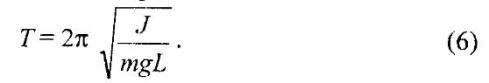 T = 2π √(J / mgL) . (6)